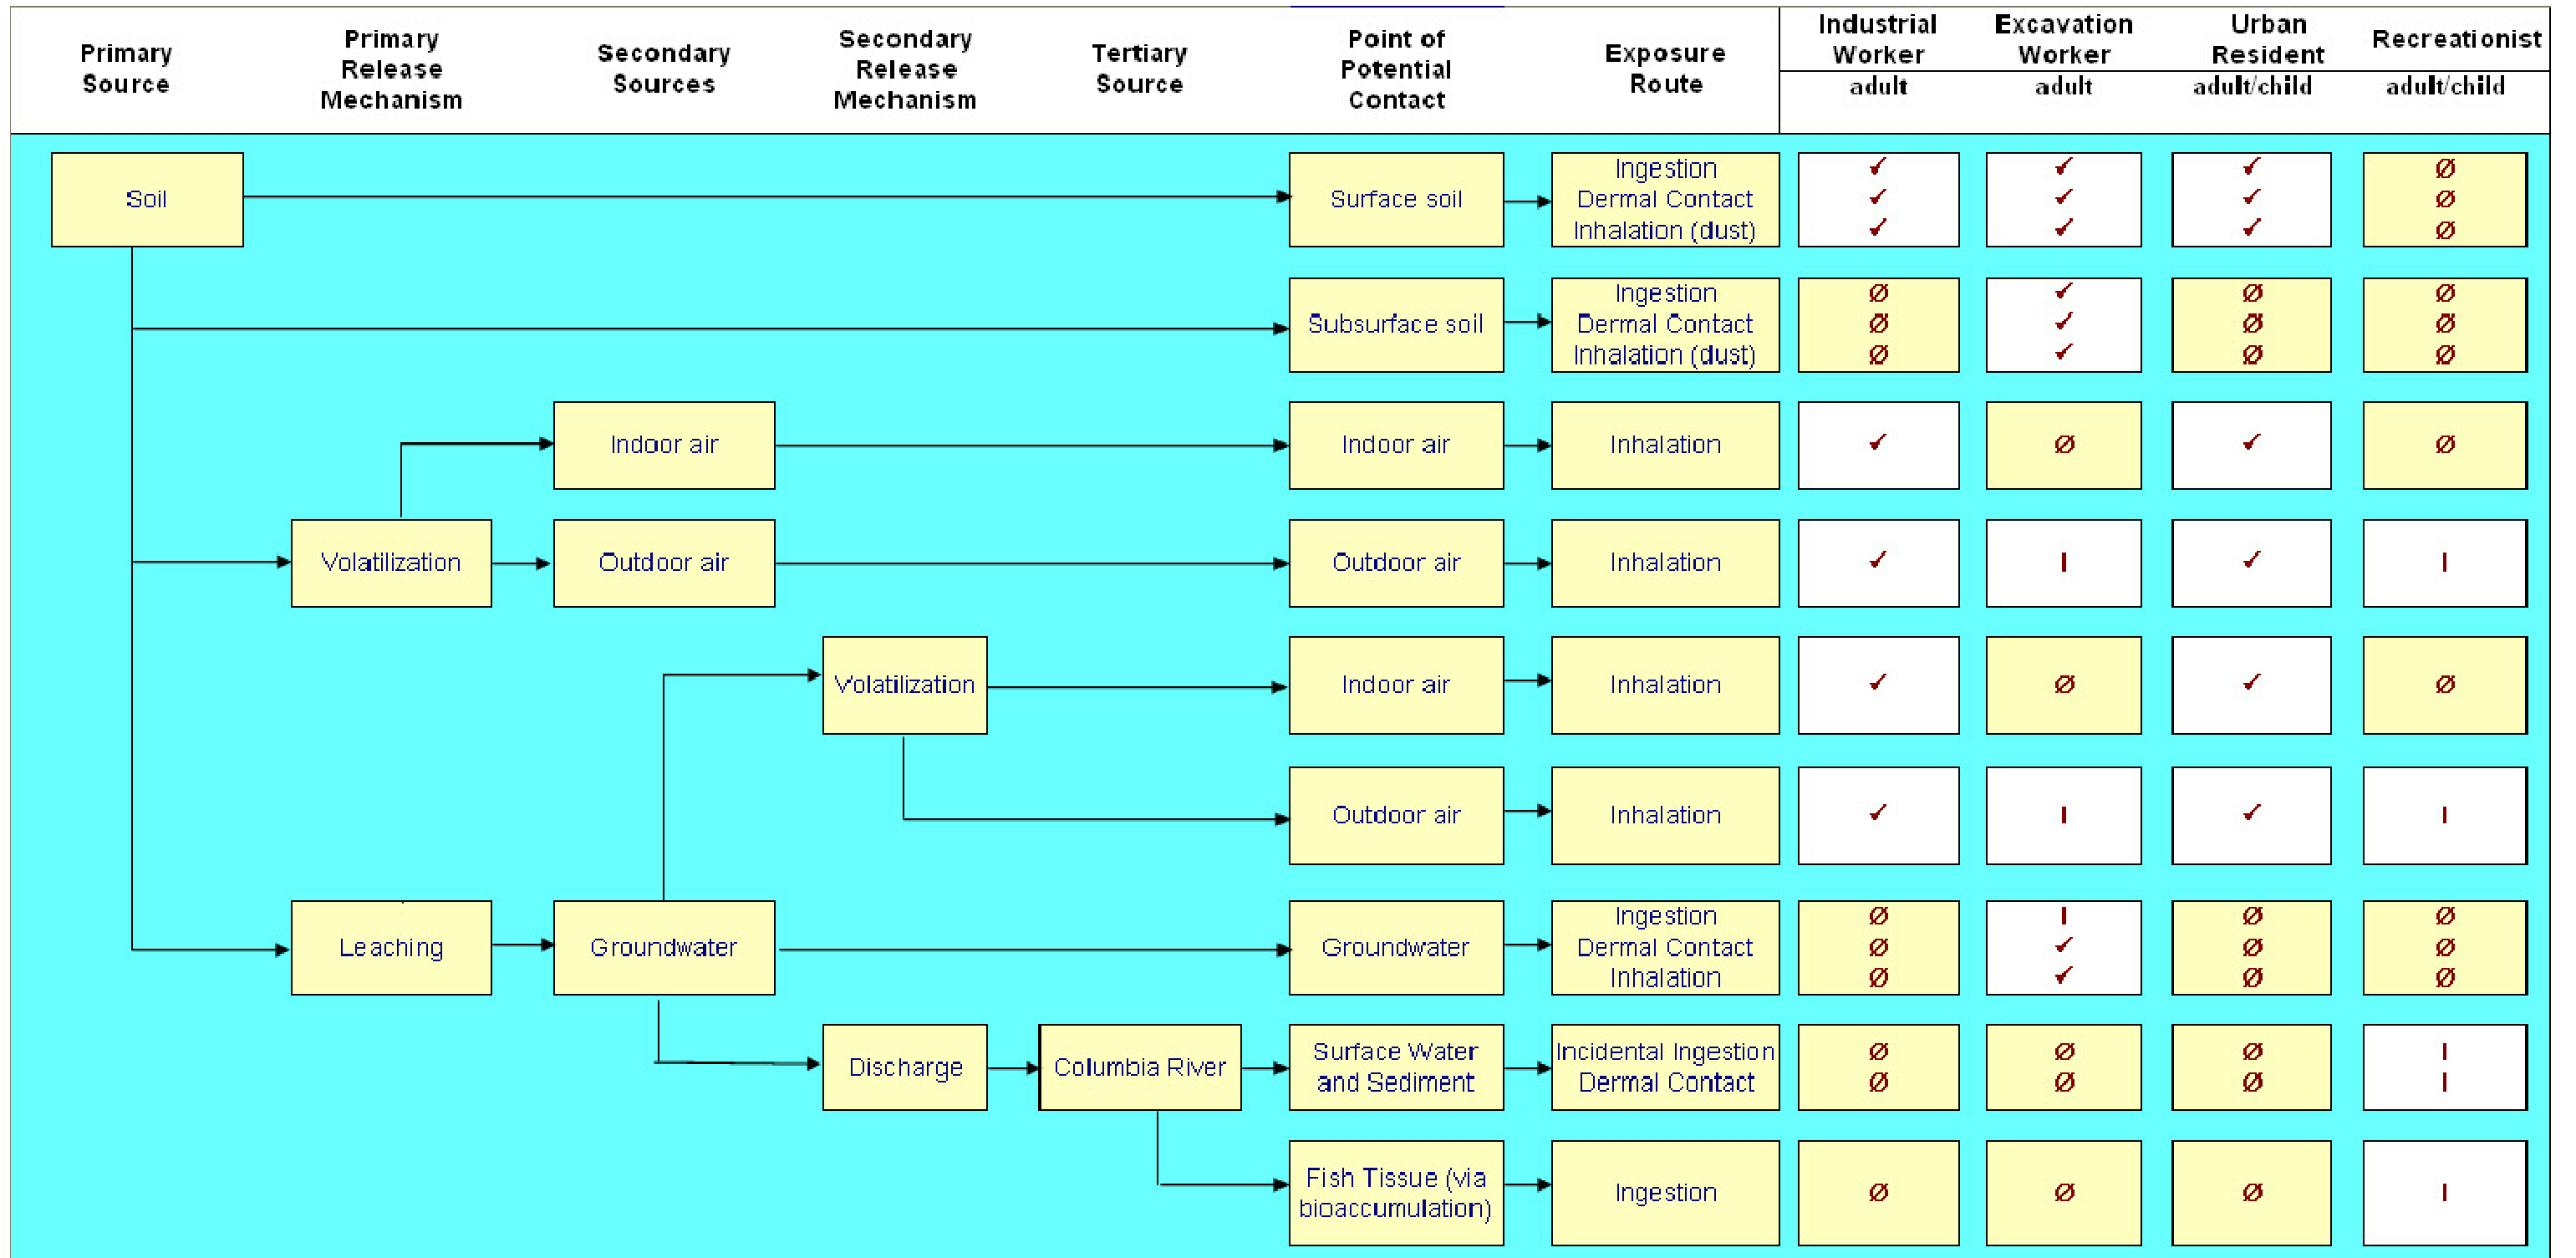 Primary
Source
Primary
Release
Mechanism
Secondary
Sources
Secondary
Release
Mechanism
Tertiary
Source
Point of
Potential
Contact
Exposure
Route
Industrial
Worker
adult
Excavation
Worker
adult
Urban
Resident
adult/child
Recreationist
adult/child
Soil
Surface soil
Ingestion ✓ ✓ ✓ Ø
Dermal Contact ✓ ✓ ✓ Ø
Inhalation (dust) ✓ ✓ ✓ Ø
Subsurface soil
Ingestion Ø ✓ Ø Ø
Dermal Contact Ø ✓ Ø Ø
Inhalation (dust) Ø ✓ Ø Ø
Indoor air Indoor air Inhalation ✓ Ø ✓ Ø
Volatilization Outdoor air Outdoor air Inhalation ✓ I ✓ I
Volatilization Indoor air Inhalation ✓ Ø ✓ Ø
Outdoor air Inhalation ✓ I ✓ I
Leaching Groundwater Groundwater
Ingestion Ø I Ø Ø
Dermal Contact Ø ✓ Ø Ø
Inhalation Ø ✓ Ø Ø
Discharge Columbia River
Surface Water
and Sediment
Incidental Ingestion Ø Ø Ø I
Dermal Contact Ø Ø Ø I
Fish Tissue (via
bioaccumulation)
Ingestion Ø Ø Ø I